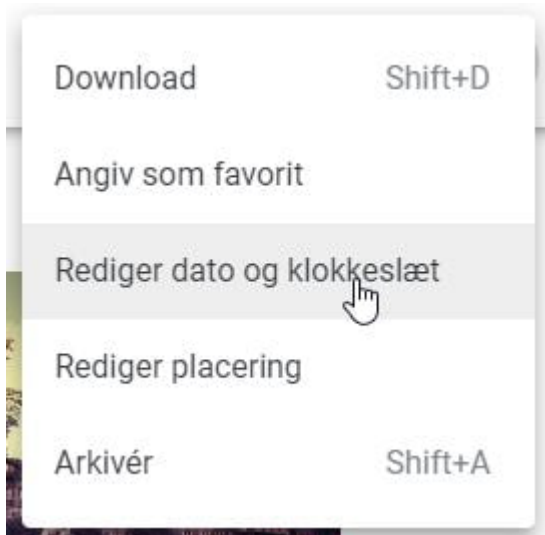 Download Shift+D
Angiv som favorit
Rediger dato og klokkeslæt
Rediger placering
Arkivér Shift+A